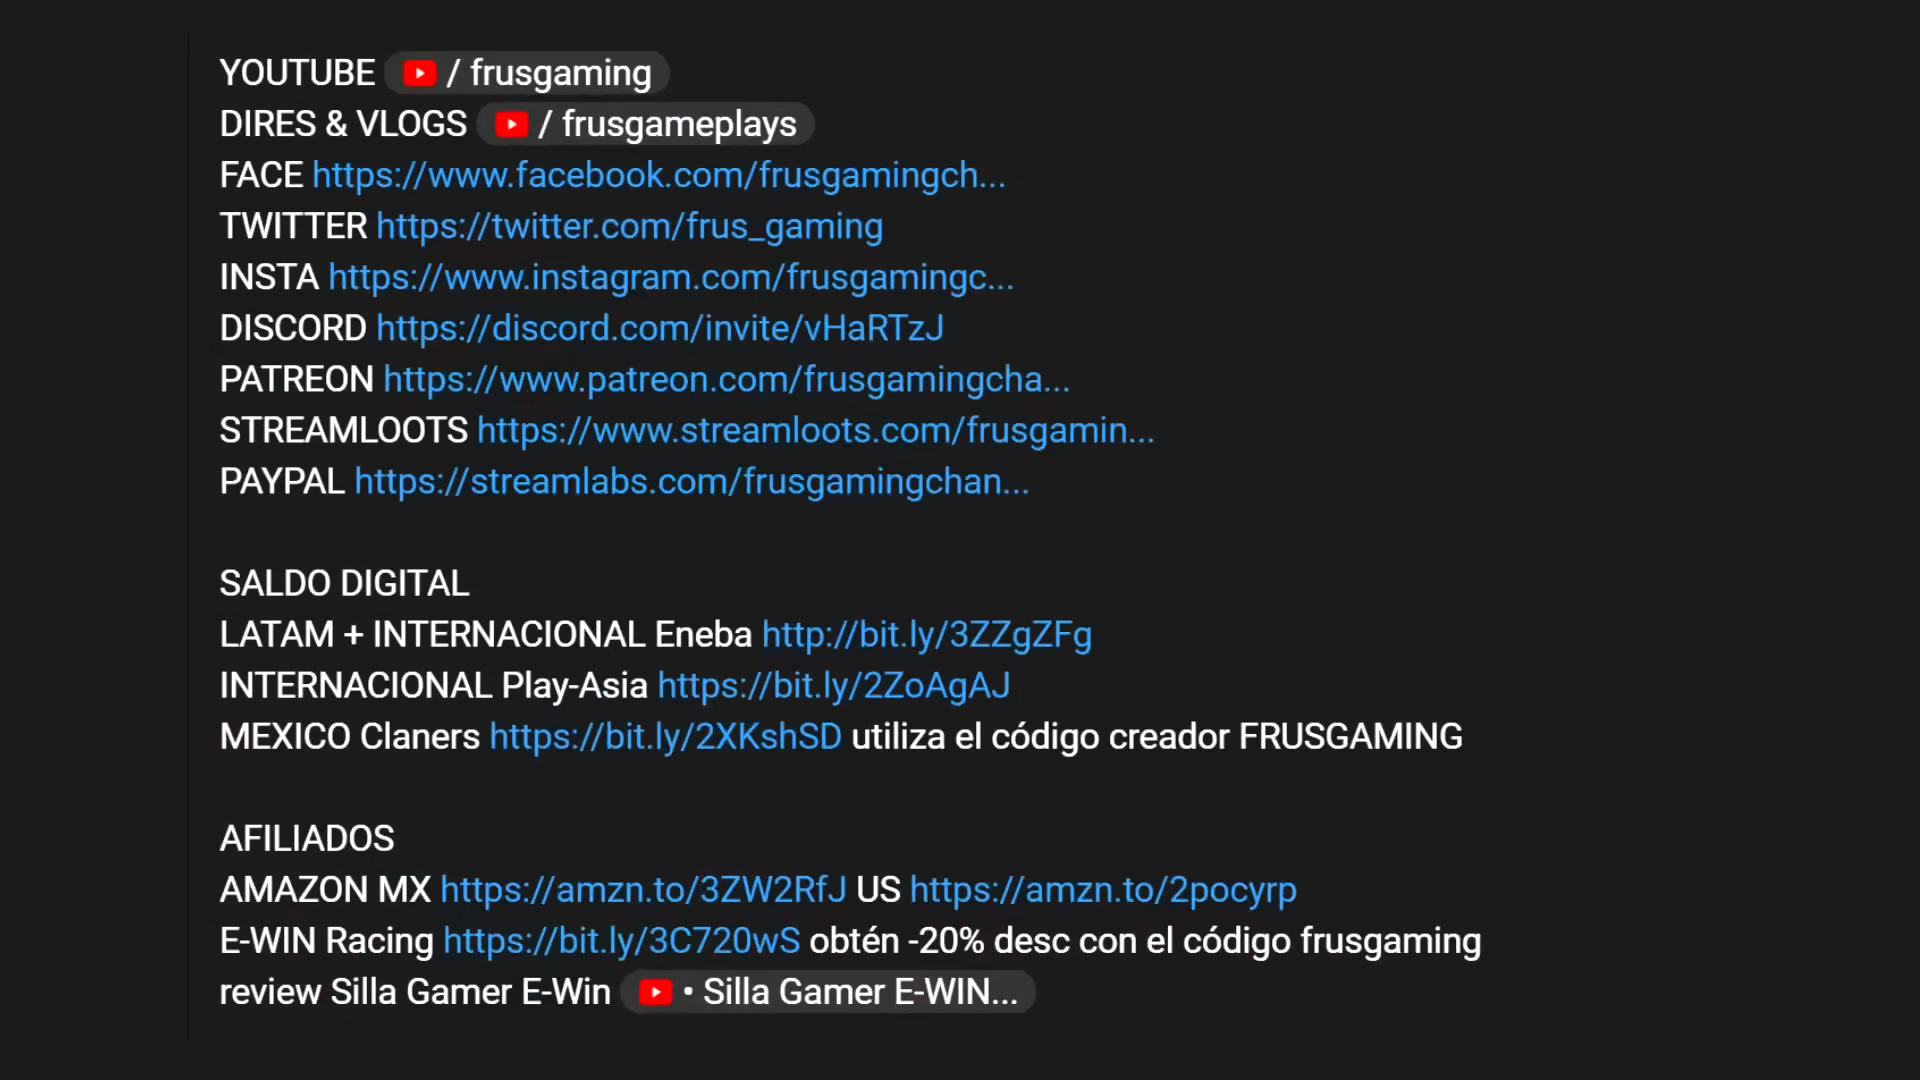 YOUTUBE / frusgaming
DIRES & VLOGS / frusgameplays
FACE https://www.facebook.com/frusgamingch...
TWITTER https://twitter.com/frus_gaming
INSTA https://www.instagram.com/frusgamingc...
DISCORD https://discord.com/invite/vHaRTzJ
PATREON https://www.patreon.com/frusgamingcha...
STREAMLOOTS https://www.streamloots.com/frusgamin...
PAYPAL https://streamlabs.com/frusgamingchan...
SALDO DIGITAL
LATAM + INTERNACIONAL Eneba http://bit.ly/3ZZgZFg
INTERNACIONAL Play-Asia https://bit.ly/2ZoAgAJ
MEXICO Claners https://bit.ly/2XKshSD utiliza el código creador FRUSGAMING
AFILIADOS
AMAZON MX https://amzn.to/3ZW2RfJ US https://amzn.to/2pocyrp
E-WIN Racing https://bit.ly/3C720wS obtén -20% desc con el código frusgaming
review Silla Gamer E-Win • Silla Gamer E-WIN...